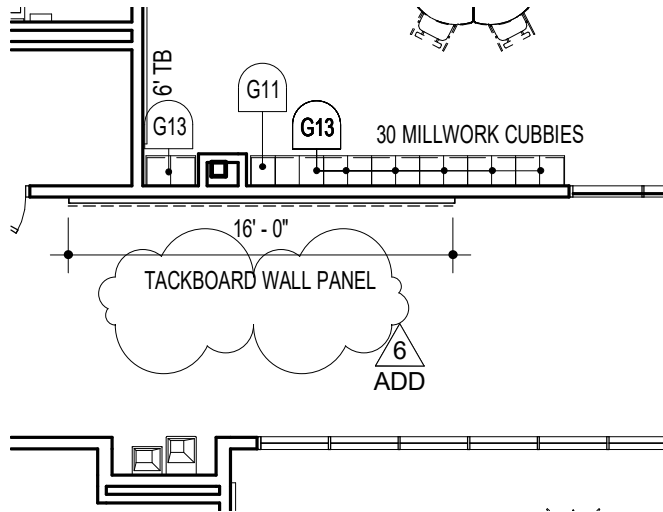 6' TB
G11
G13
G13
30 MILLWORK CUBBIES
16' - 0"
TACKBOARD WALL PANEL
6
ADD